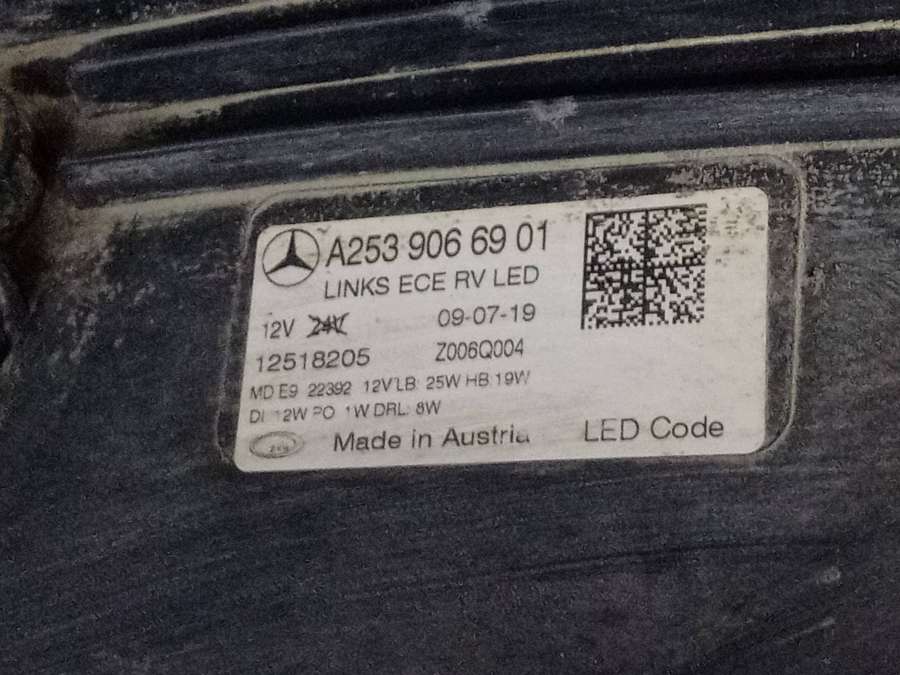 A253 906 69 01
LINKS ECE RV LED
12V 24V
09-07-19
12518205
Z006Q004
MD E9 22392 12V LB: 25W HB: 19W
DI: 12W PO: 1W DRL: 8W
Made in Austria
LED Code